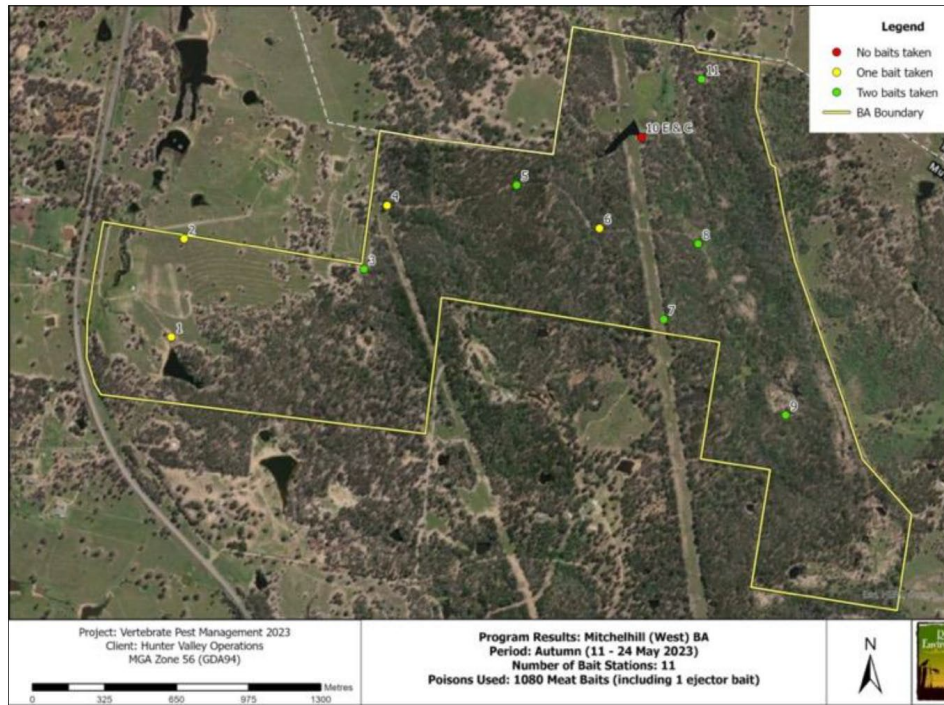 Legend
No baits taken
One bait taken
Two baits taken
BA Boundary
11
10 E & C
5
4
6
2
8
3
7
1
9
Project: Vertebrate Pest Management 2023
Client: Hunter Valley Operations
MGA Zone 56 (GDA94)
Metres
0 325 650 975 1300
Program Results: Mitchelhill (West) BA
Period: Autumn (11 - 24 May 2023)
Number of Bait Stations: 11
Poisons Used: 1080 Meat Baits (including 1 ejector bait)
N